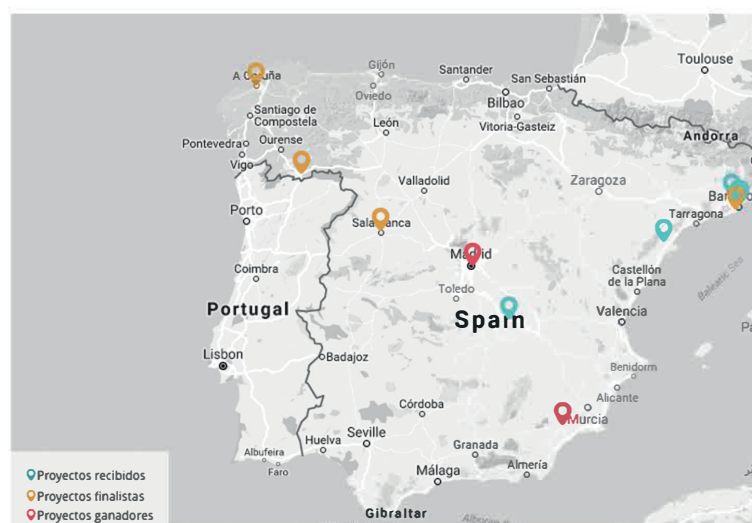 Toulouse
Gijón
Santander
San Sebastián
A Coruña
Oviedo
Bilbao
Santiago de
Compostela
León
Vitoria-Gasteiz
Andorra
Pontevedra
Ourense
Vigo
Valladolid
Zaragoza
Porto
Salamanca
Tarragona
Madrid
Coimbra
Toledo
Castellón
de la Plana
Balearic Sea
Portugal
Spain
Valencia
Lisbon
Badajoz
Benidorm
Alicante
Córdoba
Murcia
Huelva
Seville
Granada
Albufeira
Faro
Málaga
Almería
Gibraltar
Proyectos recibidos
Proyectos finalistas
Proyectos ganadores